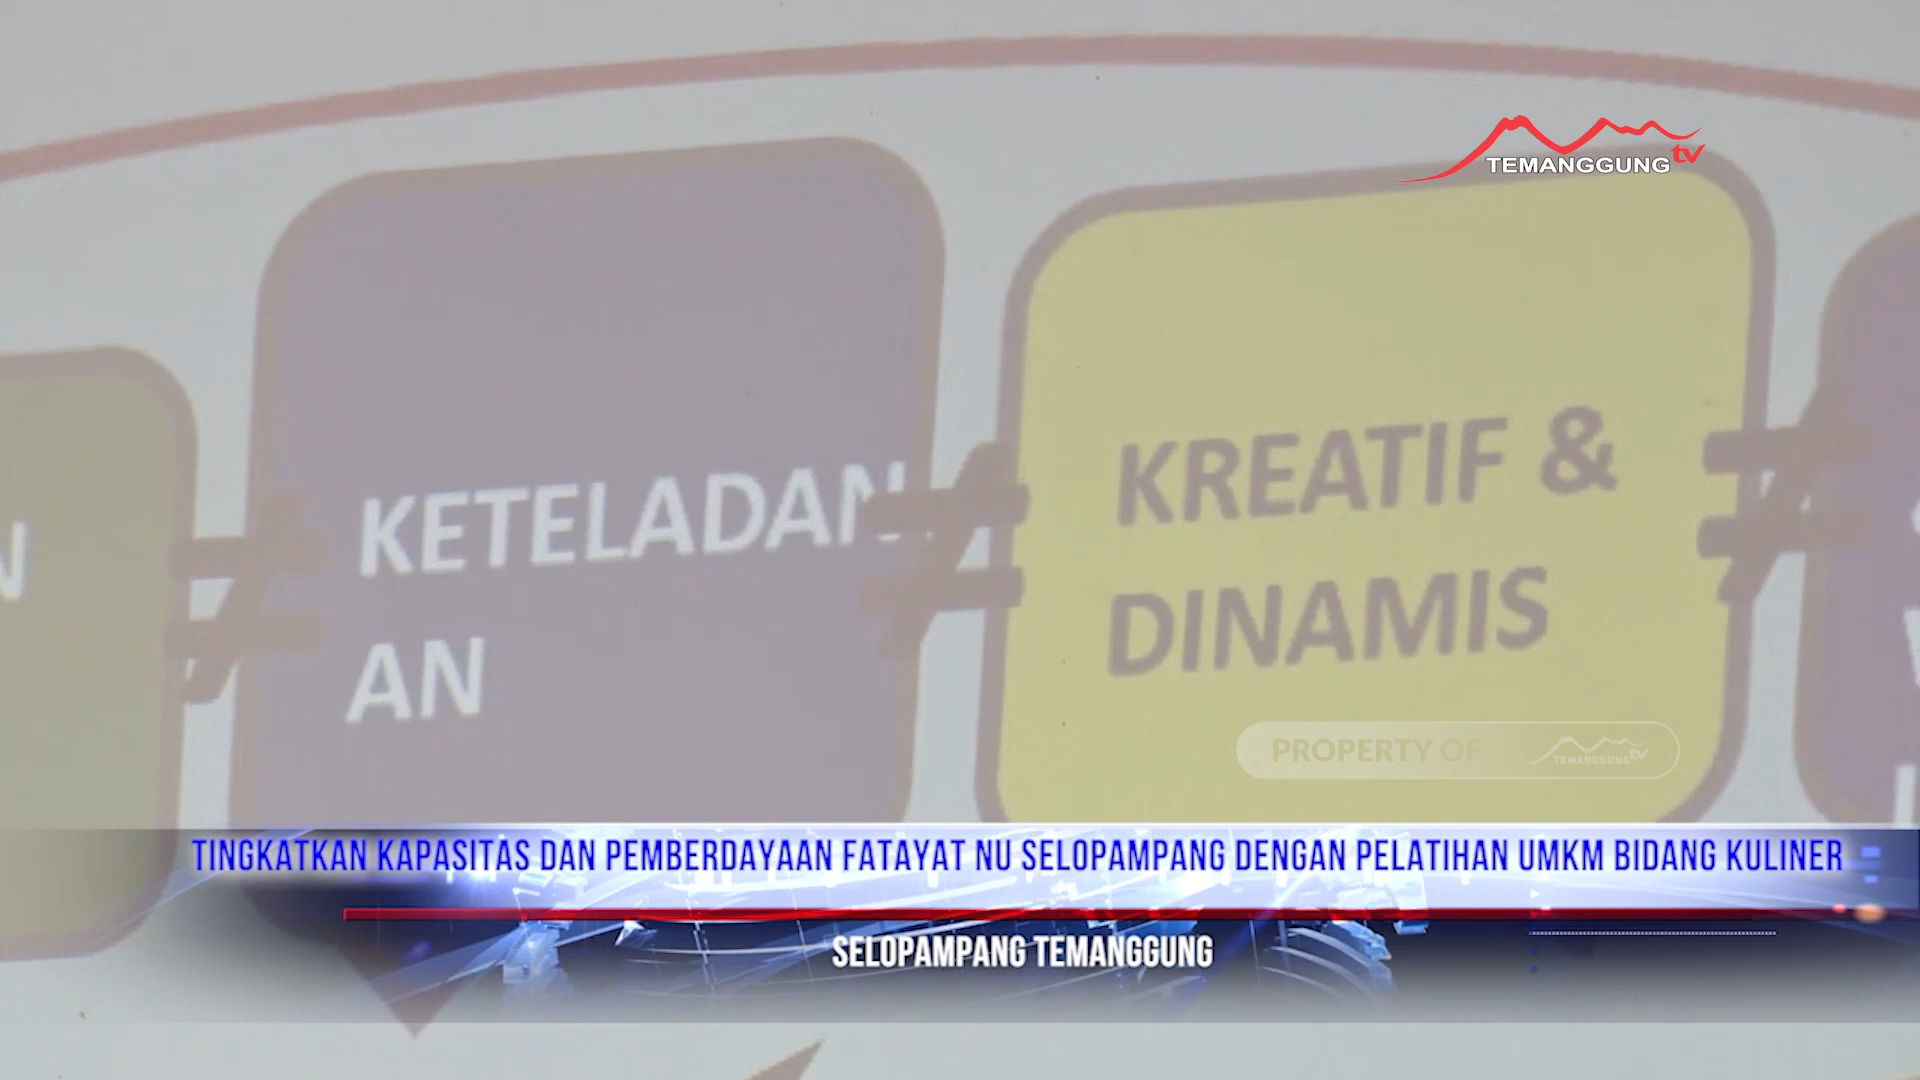 TEMANGGUNG tv
KETELADAN
AN
KREATIF &
DINAMIS
PROPERTY OF TEMANGGUNG tv
TINGKATKAN KAPASITAS DAN PEMBERDAYAAN FATAYAT NU SELOPAMPANG DENGAN PELATIHAN UMKM BIDANG KULINER
SELOPAMPANG TEMANGGUNG